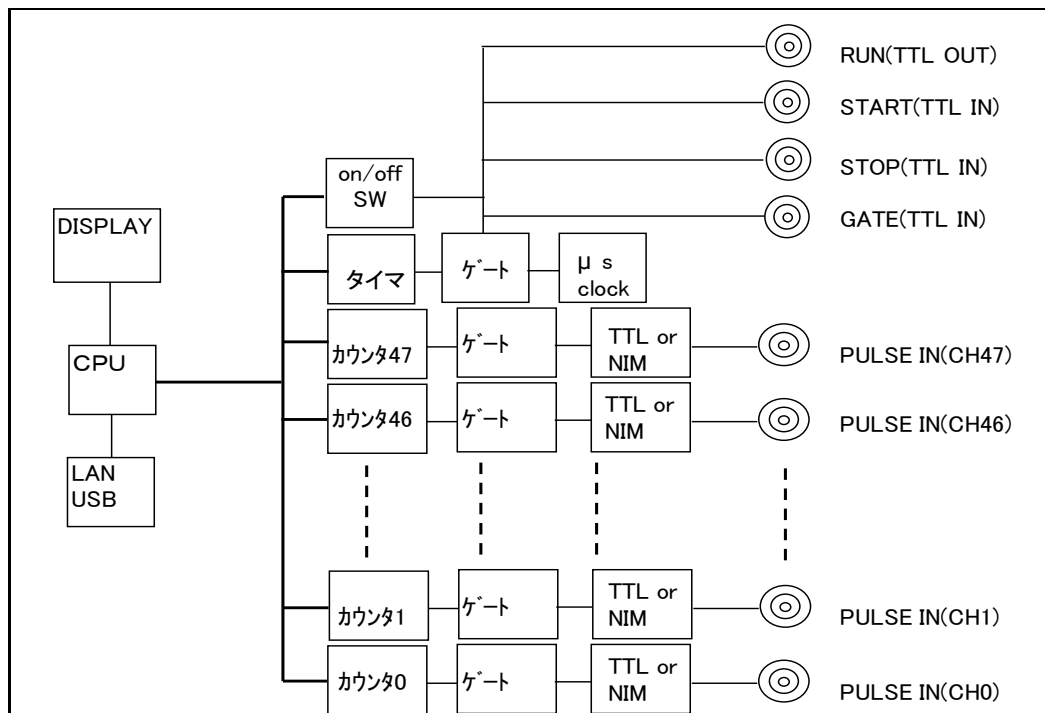 RUN(TTL OUT)
START(TTL IN)
STOP(TTL IN)
GATE(TTL IN)
on/off
SW
DISPLAY
タイマ
ｹﾞｰﾄ
μ s
clock
CPU
ｶｳﾝﾀ47
ｹﾞｰﾄ
TTL or
NIM
PULSE IN(CH47)
ｶｳﾝﾀ46
ｹﾞｰﾄ
TTL or
NIM
PULSE IN(CH46)
LAN
USB
ｶｳﾝﾀ1
ｹﾞｰﾄ
TTL or
NIM
PULSE IN(CH1)
ｶｳﾝﾀ0
ｹﾞｰﾄ
TTL or
NIM
PULSE IN(CH0)